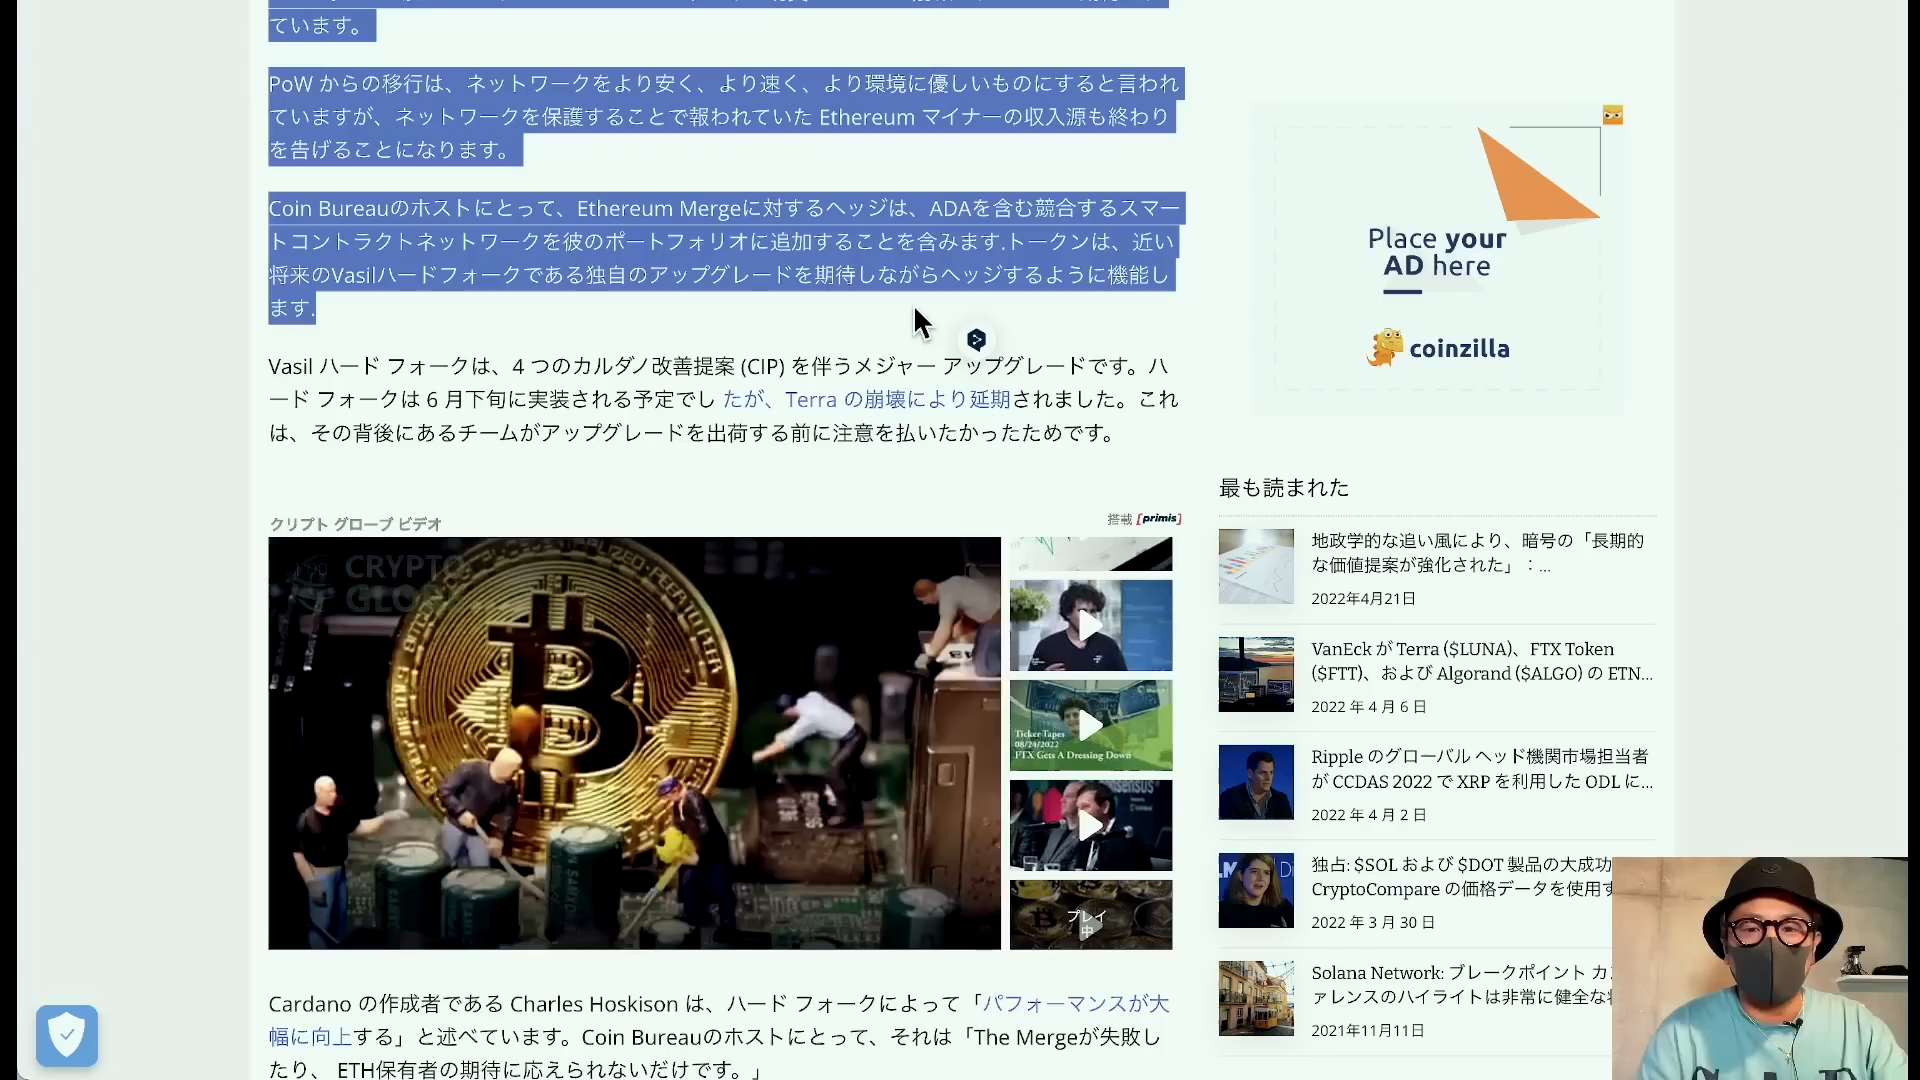 ています。
PoW からの移行は、ネットワークをより安く、より速く、より環境に優しいものにすると言われ
ていますが、ネットワークを保護することで報われていた Ethereum マイナーの収入源も終わり
を告げることになります。
Coin Bureauのホストにとって、Ethereum Mergeに対するヘッジは、ADAを含む競合するスマー
トコントラクトネットワークを彼のポートフォリオに追加することを含みます.トークンは、近い
将来のVasilハードフォークである独自のアップグレードを期待しながらヘッジするように機能し
ます.
Vasil ハード フォークは、4 つのカルダノ改善提案 (CIP) を伴うメジャー アップグレードです。ハ
ード フォークは 6 月下旬に実装される予定でし たが、Terra の崩壊により延期されました。これ
は、その背後にあるチームがアップグレードを出荷する前に注意を払いたかったためです。
クリプト グローブ ビデオ
搭載 [primis]
CRYPTO
プレイ
中
Ticker Tapes
08/24/2022
FTX Gets A Dressing Down
Cardano の作成者である Charles Hoskison は、ハード フォークによって「パフォーマンスが大
幅に向上する」と述べています。Coin Bureauのホストにとって、それは「The Mergeが失敗し
たり、 ETH保有者の期待に応えられないだけです。」
Place your
AD here
coinzilla
最も読まれた
地政学的な追い風により、暗号の「長期的
な価値提案が強化された」：...
2022年4月21日
VanEck が Terra ($LUNA)、FTX Token
($FTT)、および Algorand ($ALGO) の ETN...
2022 年 4 月 6 日
Ripple のグローバル ヘッド機関市場担当者
が CCDAS 2022 で XRP を利用した ODL に...
2022 年 4 月 2 日
独占: $SOL および $DOT 製品の大成功
CryptoCompare の価格データを使用す
2022 年 3 月 30 日
Solana Network: ブレークポイント カ
ァレンスのハイライトは非常に健全な
2021年11月11日